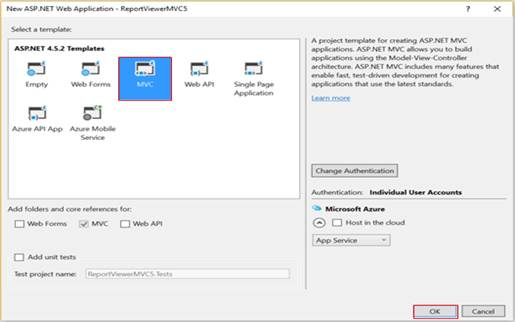 New ASP.NET Web Application - ReportViewerMVC5
Select a template:
ASP.NET 4.5.2 Templates
Empty
Web Forms
MVC
Web API
Single Page
Application
Azure API App
Azure Mobile
Service
A project template for creating ASP.NET MVC
applications. ASP.NET MVC allows you to build
applications using the Model-View-Controller
architecture. ASP.NET MVC includes many features that
enable fast, test-driven development for creating
applications that use the latest standards.
Learn more
Change Authentication
Authentication: Individual User Accounts
Microsoft Azure
Host in the cloud
App Service
Add folders and core references for:
Web Forms
MVC
Web API
Add unit tests
Test project name:
ReportViewerMVC5.Tests
OK
Cancel